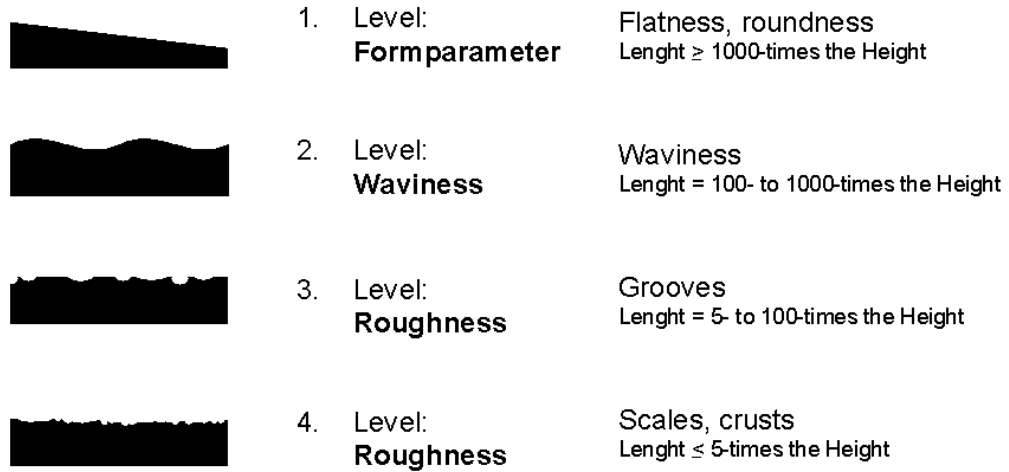 1. Level: Flatness, roundness
Formparameter Lenght ≥ 1000-times the Height
2. Level: Waviness
Waviness Lenght = 100- to 1000-times the Height
3. Level: Grooves
Roughness Lenght = 5- to 100-times the Height
4. Level: Scales, crusts
Roughness Lenght ≤ 5-times the Height